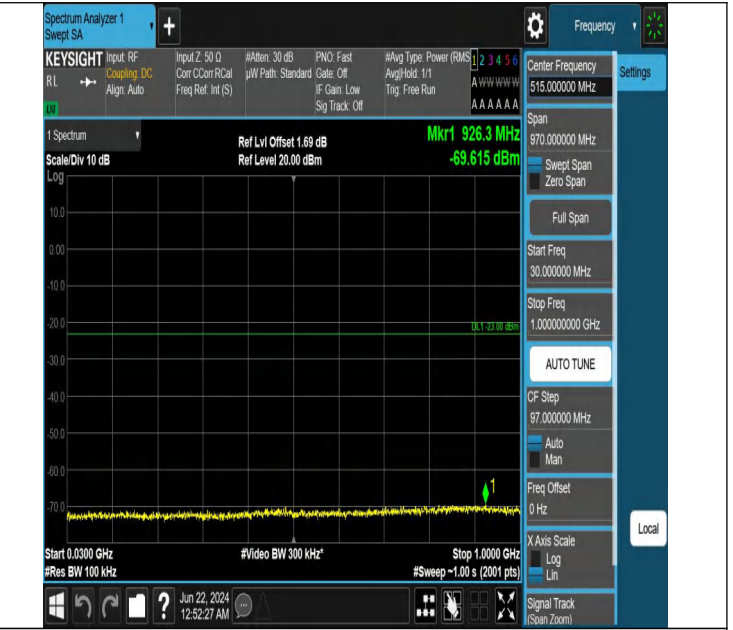 Spectrum Analyzer 1
Swept SA
+
Frequency
KEYSIGHT
RL
Input: RF
Coupling: DC
Align: Auto
Input Z: 50 Ω
Corr CCorr RCal
Freq Ref: Int (S)
#Atten: 30 dB
µW Path: Standard
PNO: Fast
Gate: Off
IF Gain: Low
Sig Track: Off
#Avg Type: Power (RMS
Avg|Hold: 1/1
Trig: Free Run
1 2 3 4 5 6
A W W W W W
A A A A A A
1 Spectrum
Scale/Div 10 dB
Log
Ref Lvl Offset 1.69 dB
Ref Level 20.00 dBm
Mkr1 926.3 MHz
-69.615 dBm
10.0
0.00
-10.0
-20.0
DL1 -23.00 dBm
-30.0
-40.0
-50.0
-60.0
-70.0
1
Start 0.0300 GHz
#Res BW 100 kHz
#Video BW 300 kHz*
Stop 1.0000 GHz
#Sweep ~1.00 s (2001 pts)
Jun 22, 2024
12:52:27 AM
Center Frequency
515.000000 MHz
Settings
Span
970.000000 MHz
Swept Span
Zero Span
Full Span
Start Freq
30.000000 MHz
Stop Freq
1.000000000 GHz
AUTO TUNE
CF Step
97.000000 MHz
Auto
Man
Freq Offset
0 Hz
X Axis Scale
Log
Lin
Local
Signal Track
(Span Zoom)